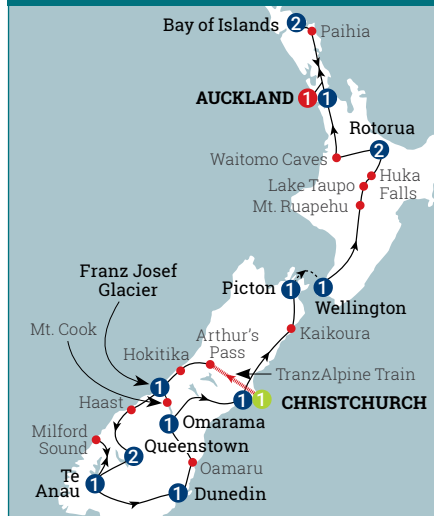 Bay of Islands 2
Paihia
AUCKLAND 1 1
Rotorua
2
Waitomo Caves
Huka
Falls
Lake Taupo
Mt. Ruapehu
Franz Josef
Glacier
Picton 1
1
Wellington
Mt. Cook
Arthur's
Pass
Kaikoura
Hokitika
TranzAlpine Train
1
Haast
1 1
CHRISTCHURCH
1 Omarama
Milford
Sound
Queenstown
2
Oamaru
Te
Anau 1
1 Dunedin